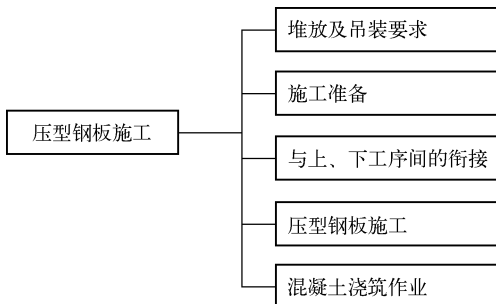 堆放及吊装要求
施工准备
压型钢板施工
与上、下工序间的衔接
压型钢板施工
混凝土浇筑作业